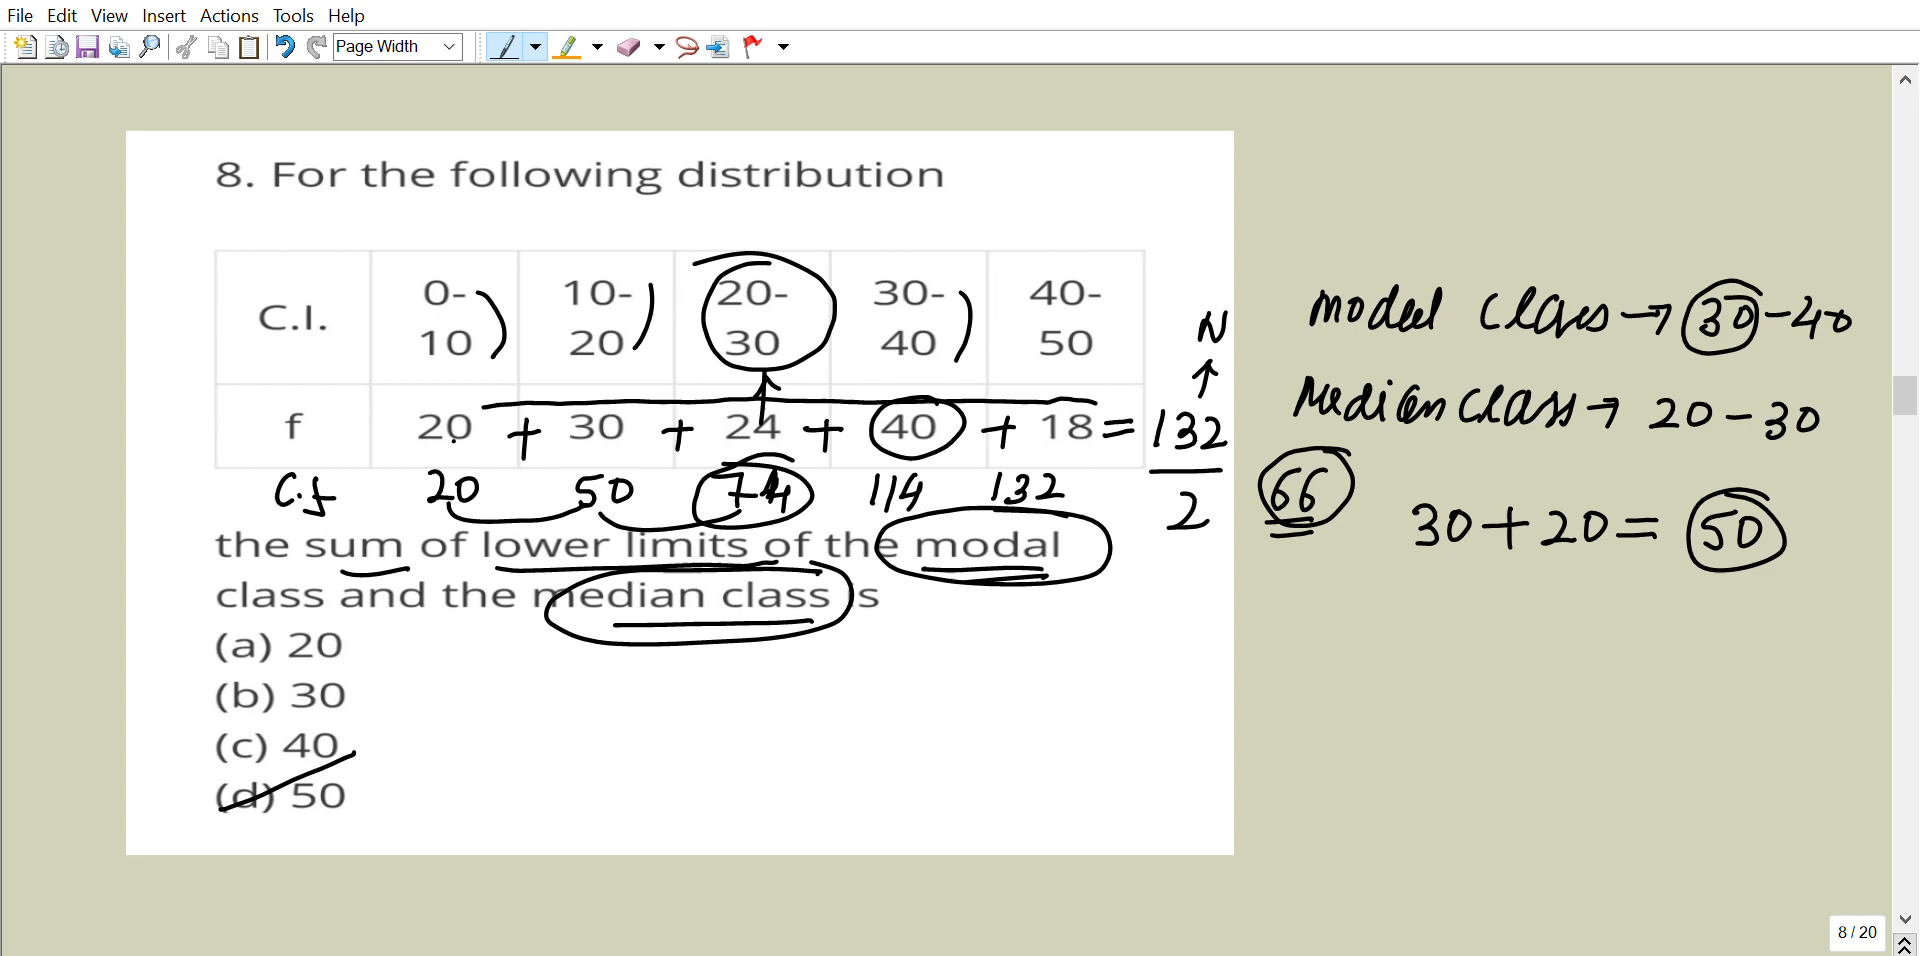 File Edit View Insert Actions Tools Help
Page Width
8. For the following distribution
C.I. 0-10 10-20 20-30 30-40 40-50
f 20 + 30 + 24 + 40 + 18 = 132
N
2
66
C.f 20 50 74 114 132
the sum of lower limits of the modal
class and the median class is
(a) 20
(b) 30
(c) 40
(d) 50
modal class → 30-40
Median class → 20-30
30+20= 50
8 / 20